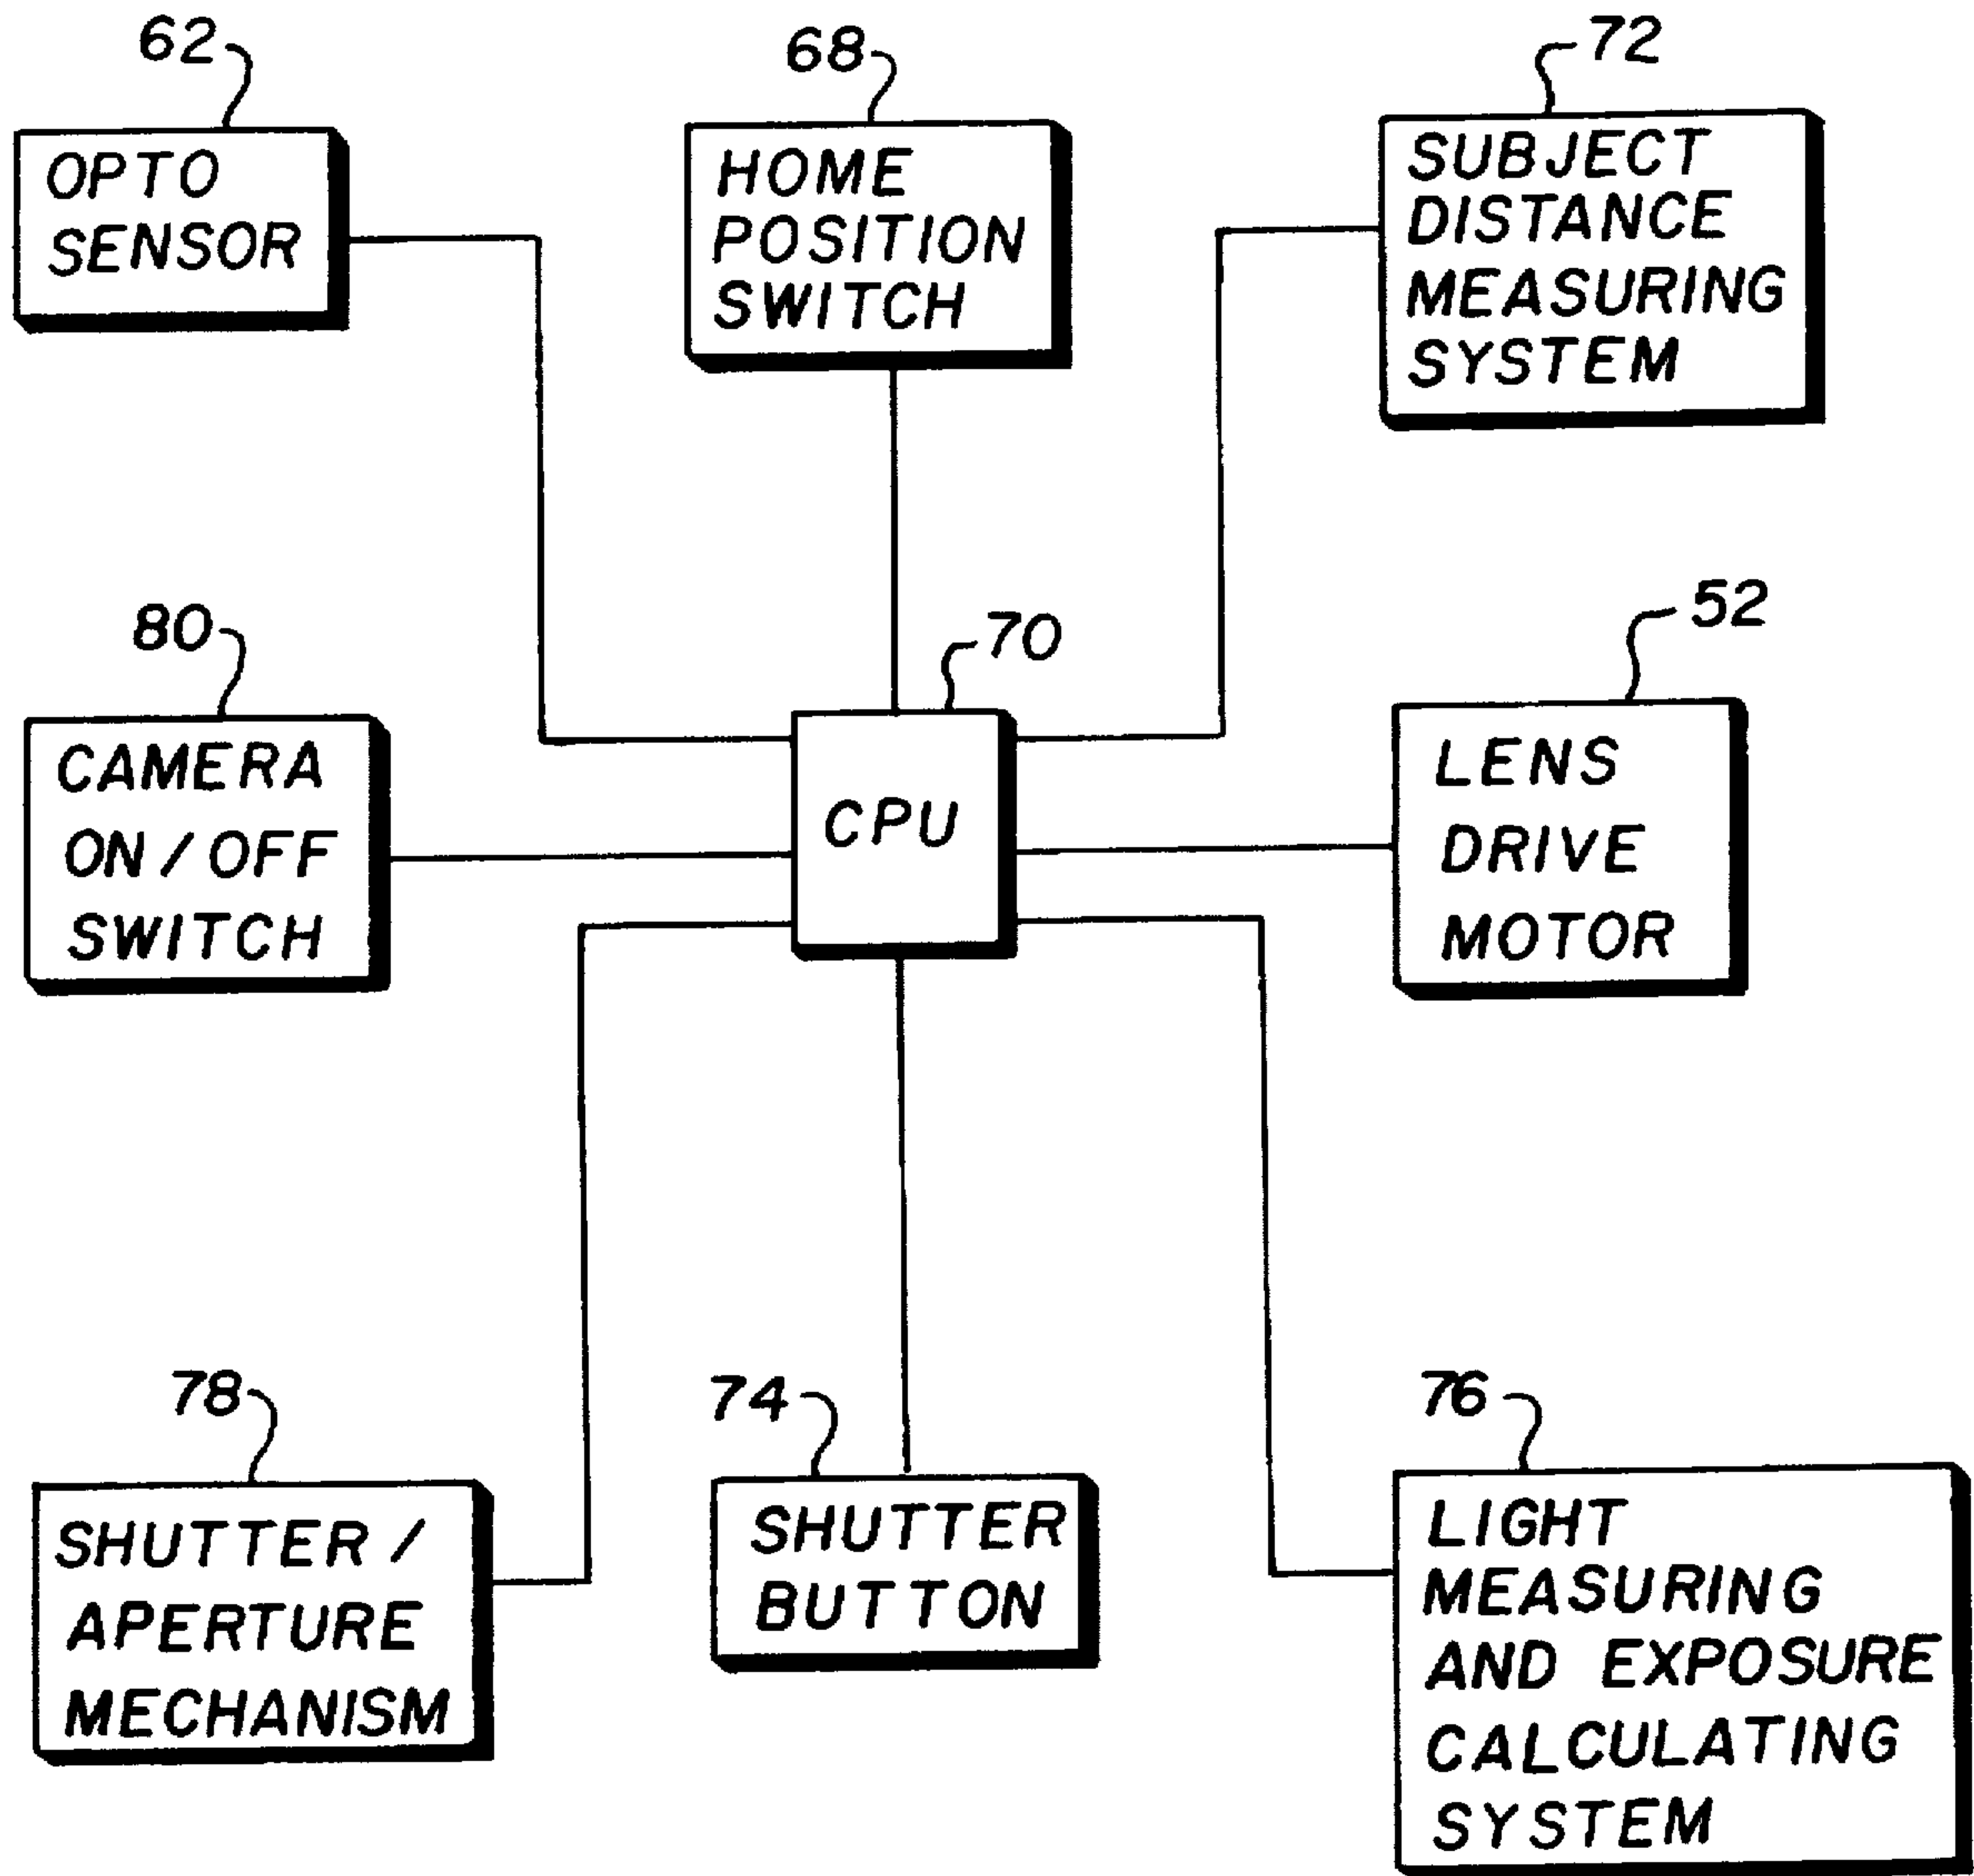 62
OPTO
SENSOR
68
HOME
POSITION
SWITCH
72
SUBJECT
DISTANCE
MEASURING
SYSTEM
80
CAMERA
ON/OFF
SWITCH
70
CPU
52
LENS
DRIVE
MOTOR
78
SHUTTER/
APERTURE
MECHANISM
74
SHUTTER
BUTTON
76
LIGHT
MEASURING
AND EXPOSURE
CALCULATING
SYSTEM